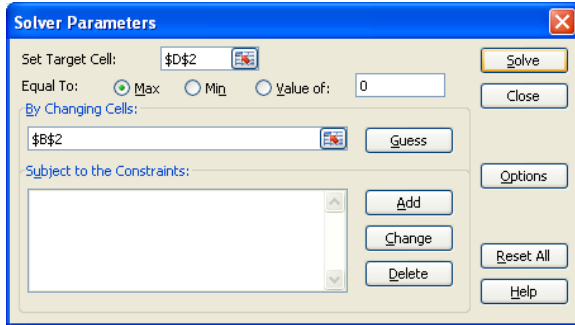 Solver Parameters
Set Target Cell: $D$2 Solve
Equal To: Max Min Value of: 0 Close
By Changing Cells:
$B$2 Guess
Subject to the Constraints: Options
Add
Change Reset All
Delete Help